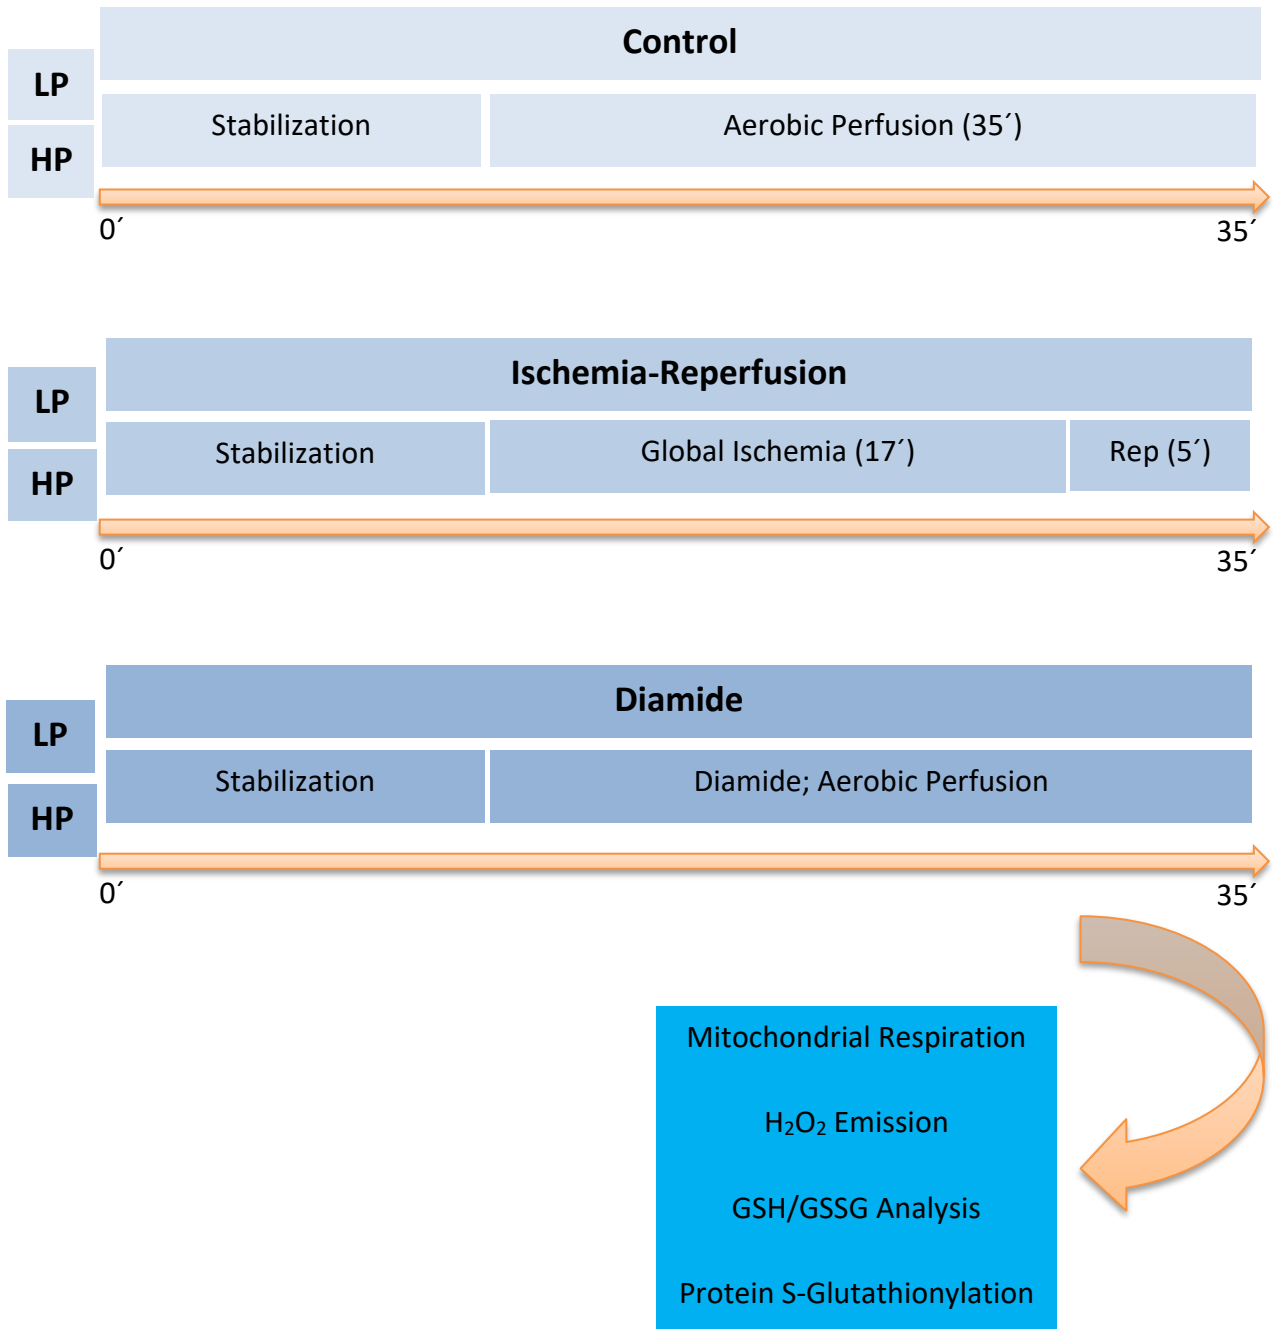 Control
LP
HP
Stabilization
Aerobic Perfusion (35´)
0´
35´
Ischemia-Reperfusion
LP
HP
Stabilization
Global Ischemia (17´)
Rep (5´)
0´
35´
Diamide
LP
HP
Stabilization
Diamide; Aerobic Perfusion
0´
35´
Mitochondrial Respiration
H₂O₂ Emission
GSH/GSSG Analysis
Protein S-Glutathionylation